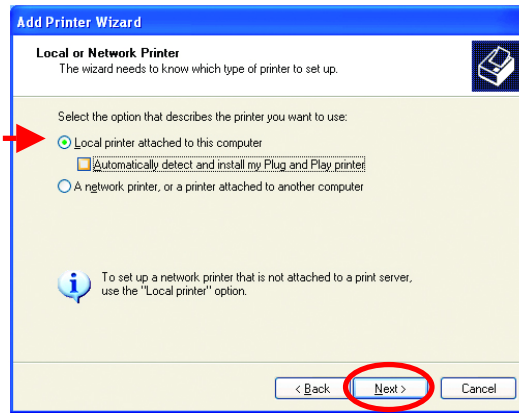 Add Printer Wizard
Local or Network Printer
The wizard needs to know which type of printer to set up.
Select the option that describes the printer you want to use:
Local printer attached to this computer
Automatically detect and install my Plug and Play printer
A network printer, or a printer attached to another computer
To set up a network printer that is not attached to a print server,
use the "Local printer" option.
< Back
Next >
Cancel